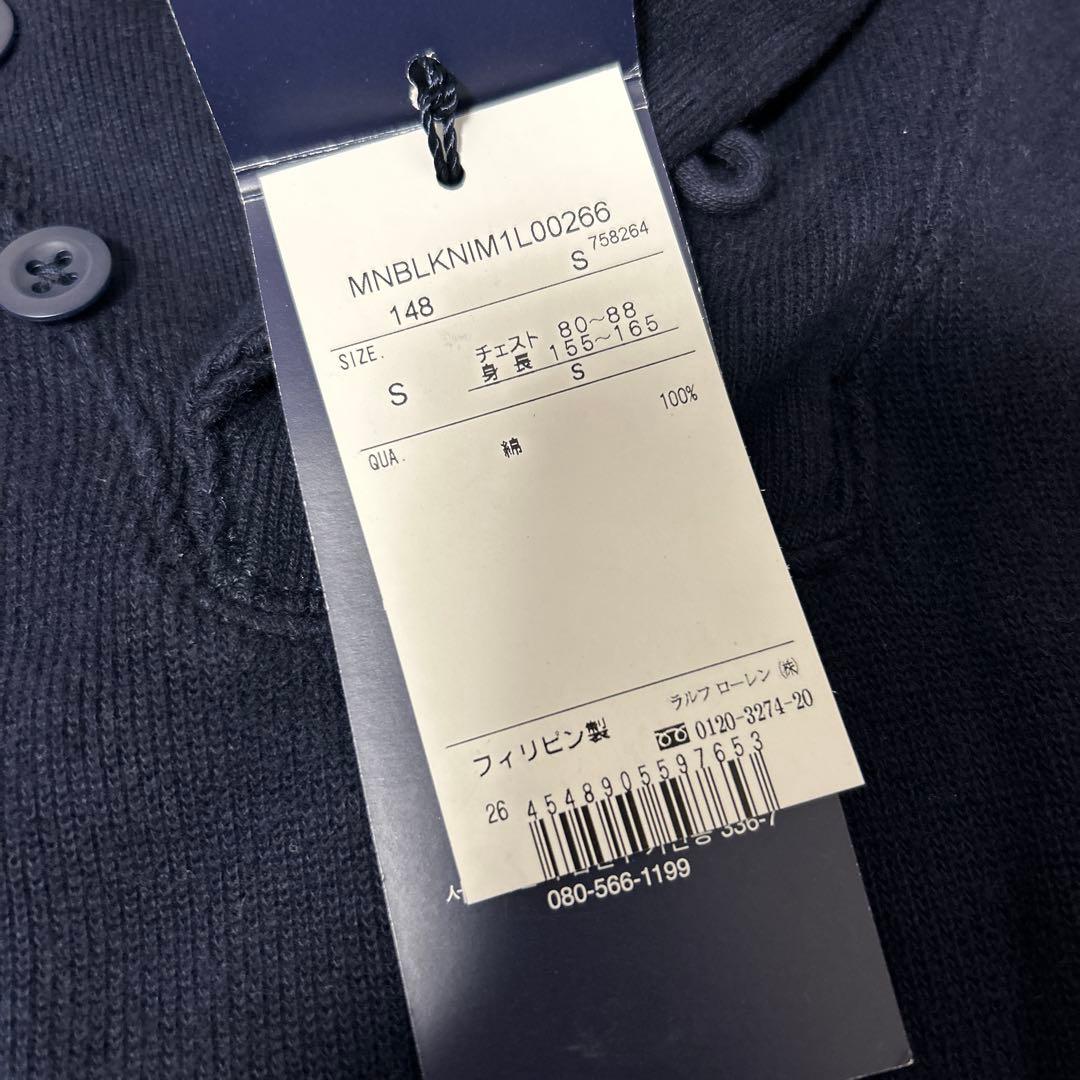 MNBLKNIM1L00266
148 S 758264
SIZE. チェスト 80～88
身長 155～165
S S
QUA. 綿 100%
ラルフ ローレン ㈱
フィリピン製 0120-3274-20
26 4548905597653
336-7
080-566-1199